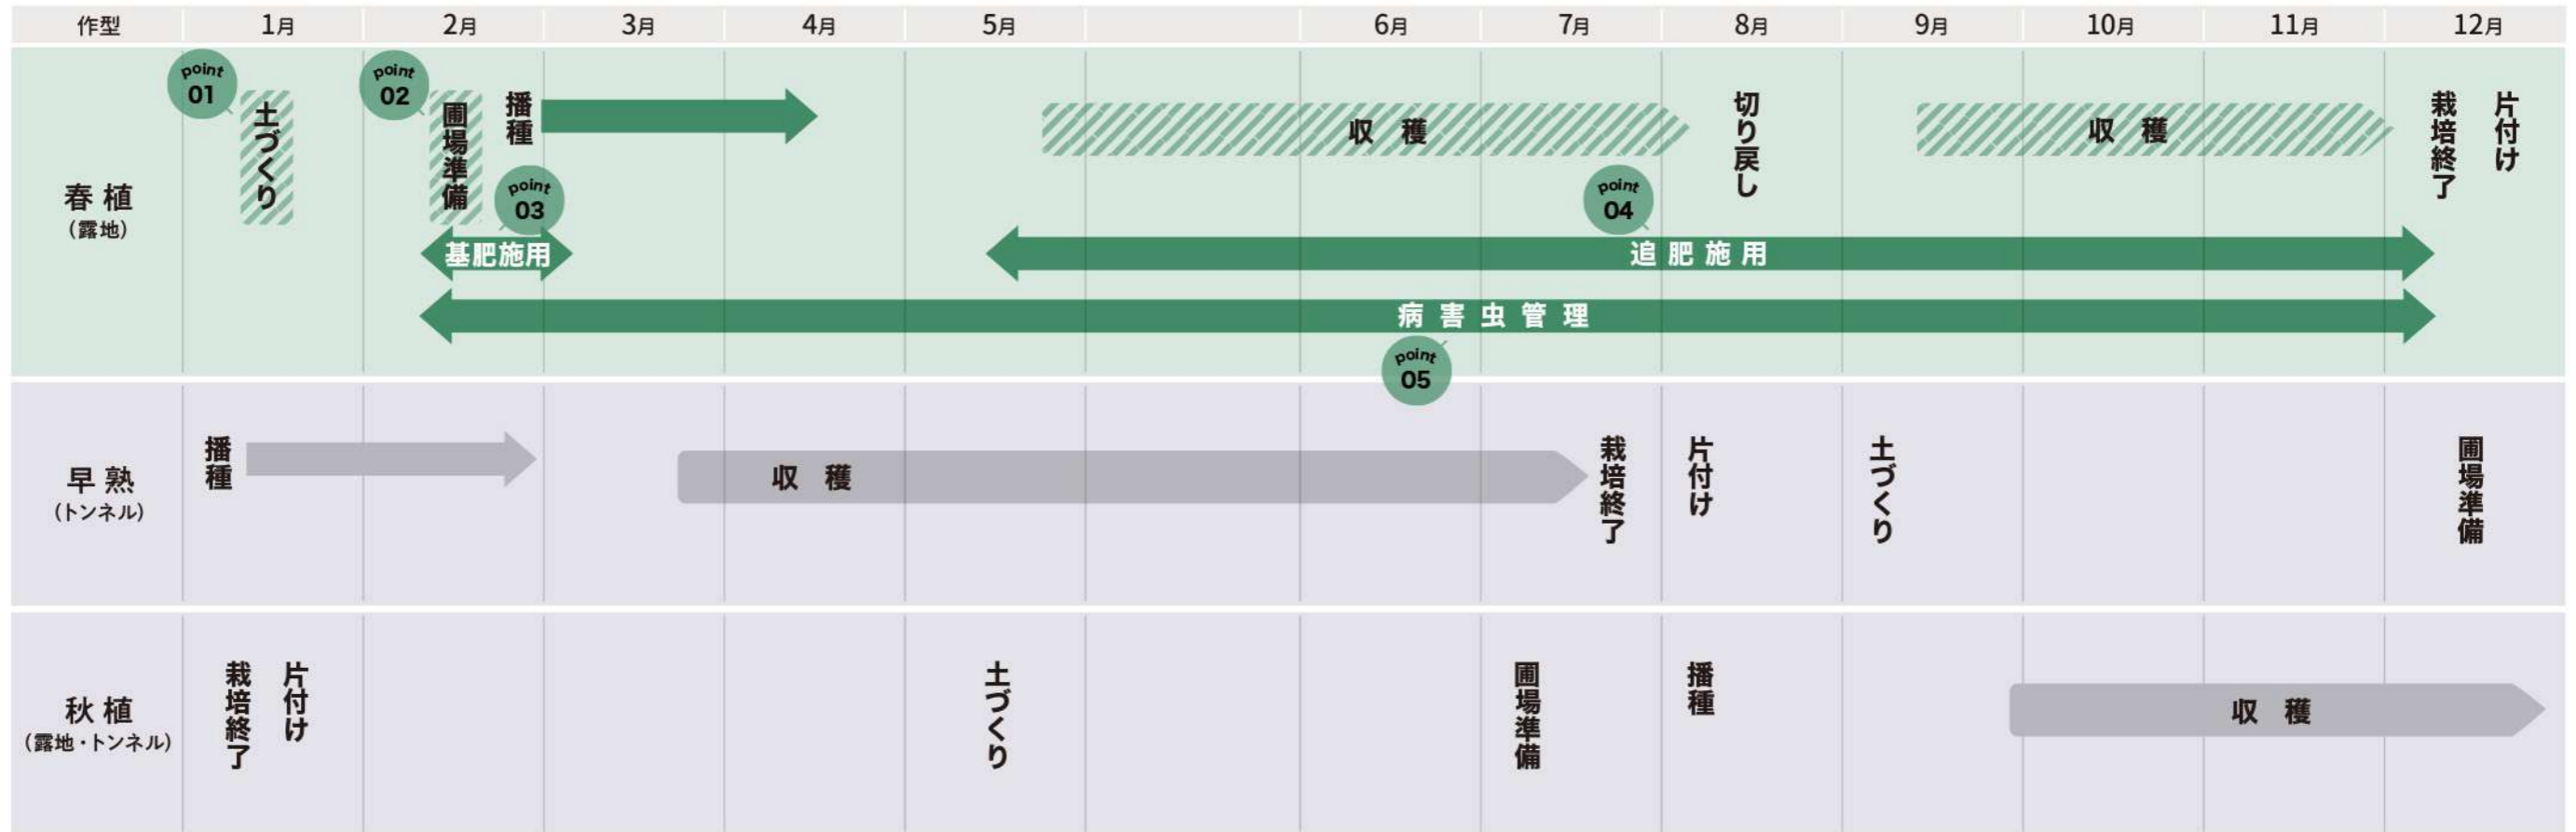 作型
1月
2月
3月
4月
5月
6月
7月
8月
9月
10月
11月
12月
春植
（露地）
point
01
土づくり
point
02
圃場準備
播種
point
03
基肥施用
収穫
point
04
切り戻し
収穫
栽培終了
片付け
追肥施用
病害虫管理
point
05
早熟
（トンネル）
播種
収穫
栽培終了
片付け
土づくり
圃場準備
秋植
（露地・トンネル）
栽培終了
片付け
土づくり
圃場準備
播種
収穫